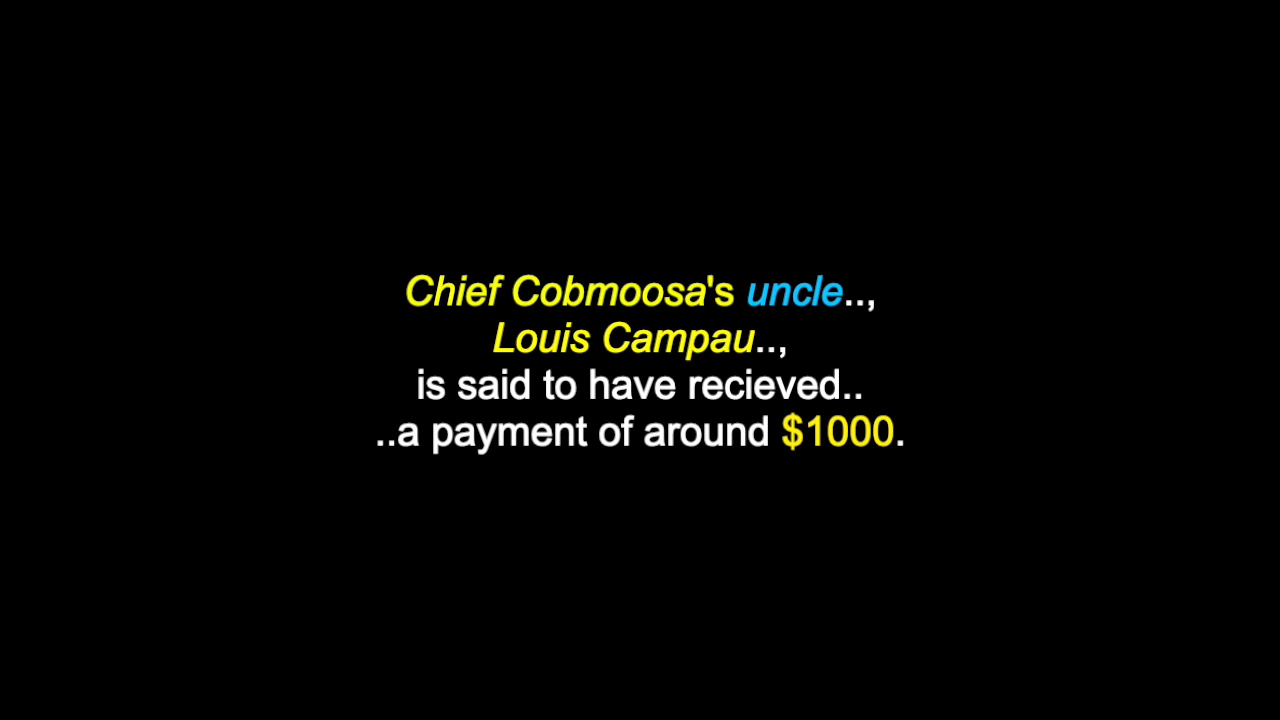 Chief Cobmoosa's uncle..,
Louis Campau..,
is said to have recieved..
..a payment of around $1000.